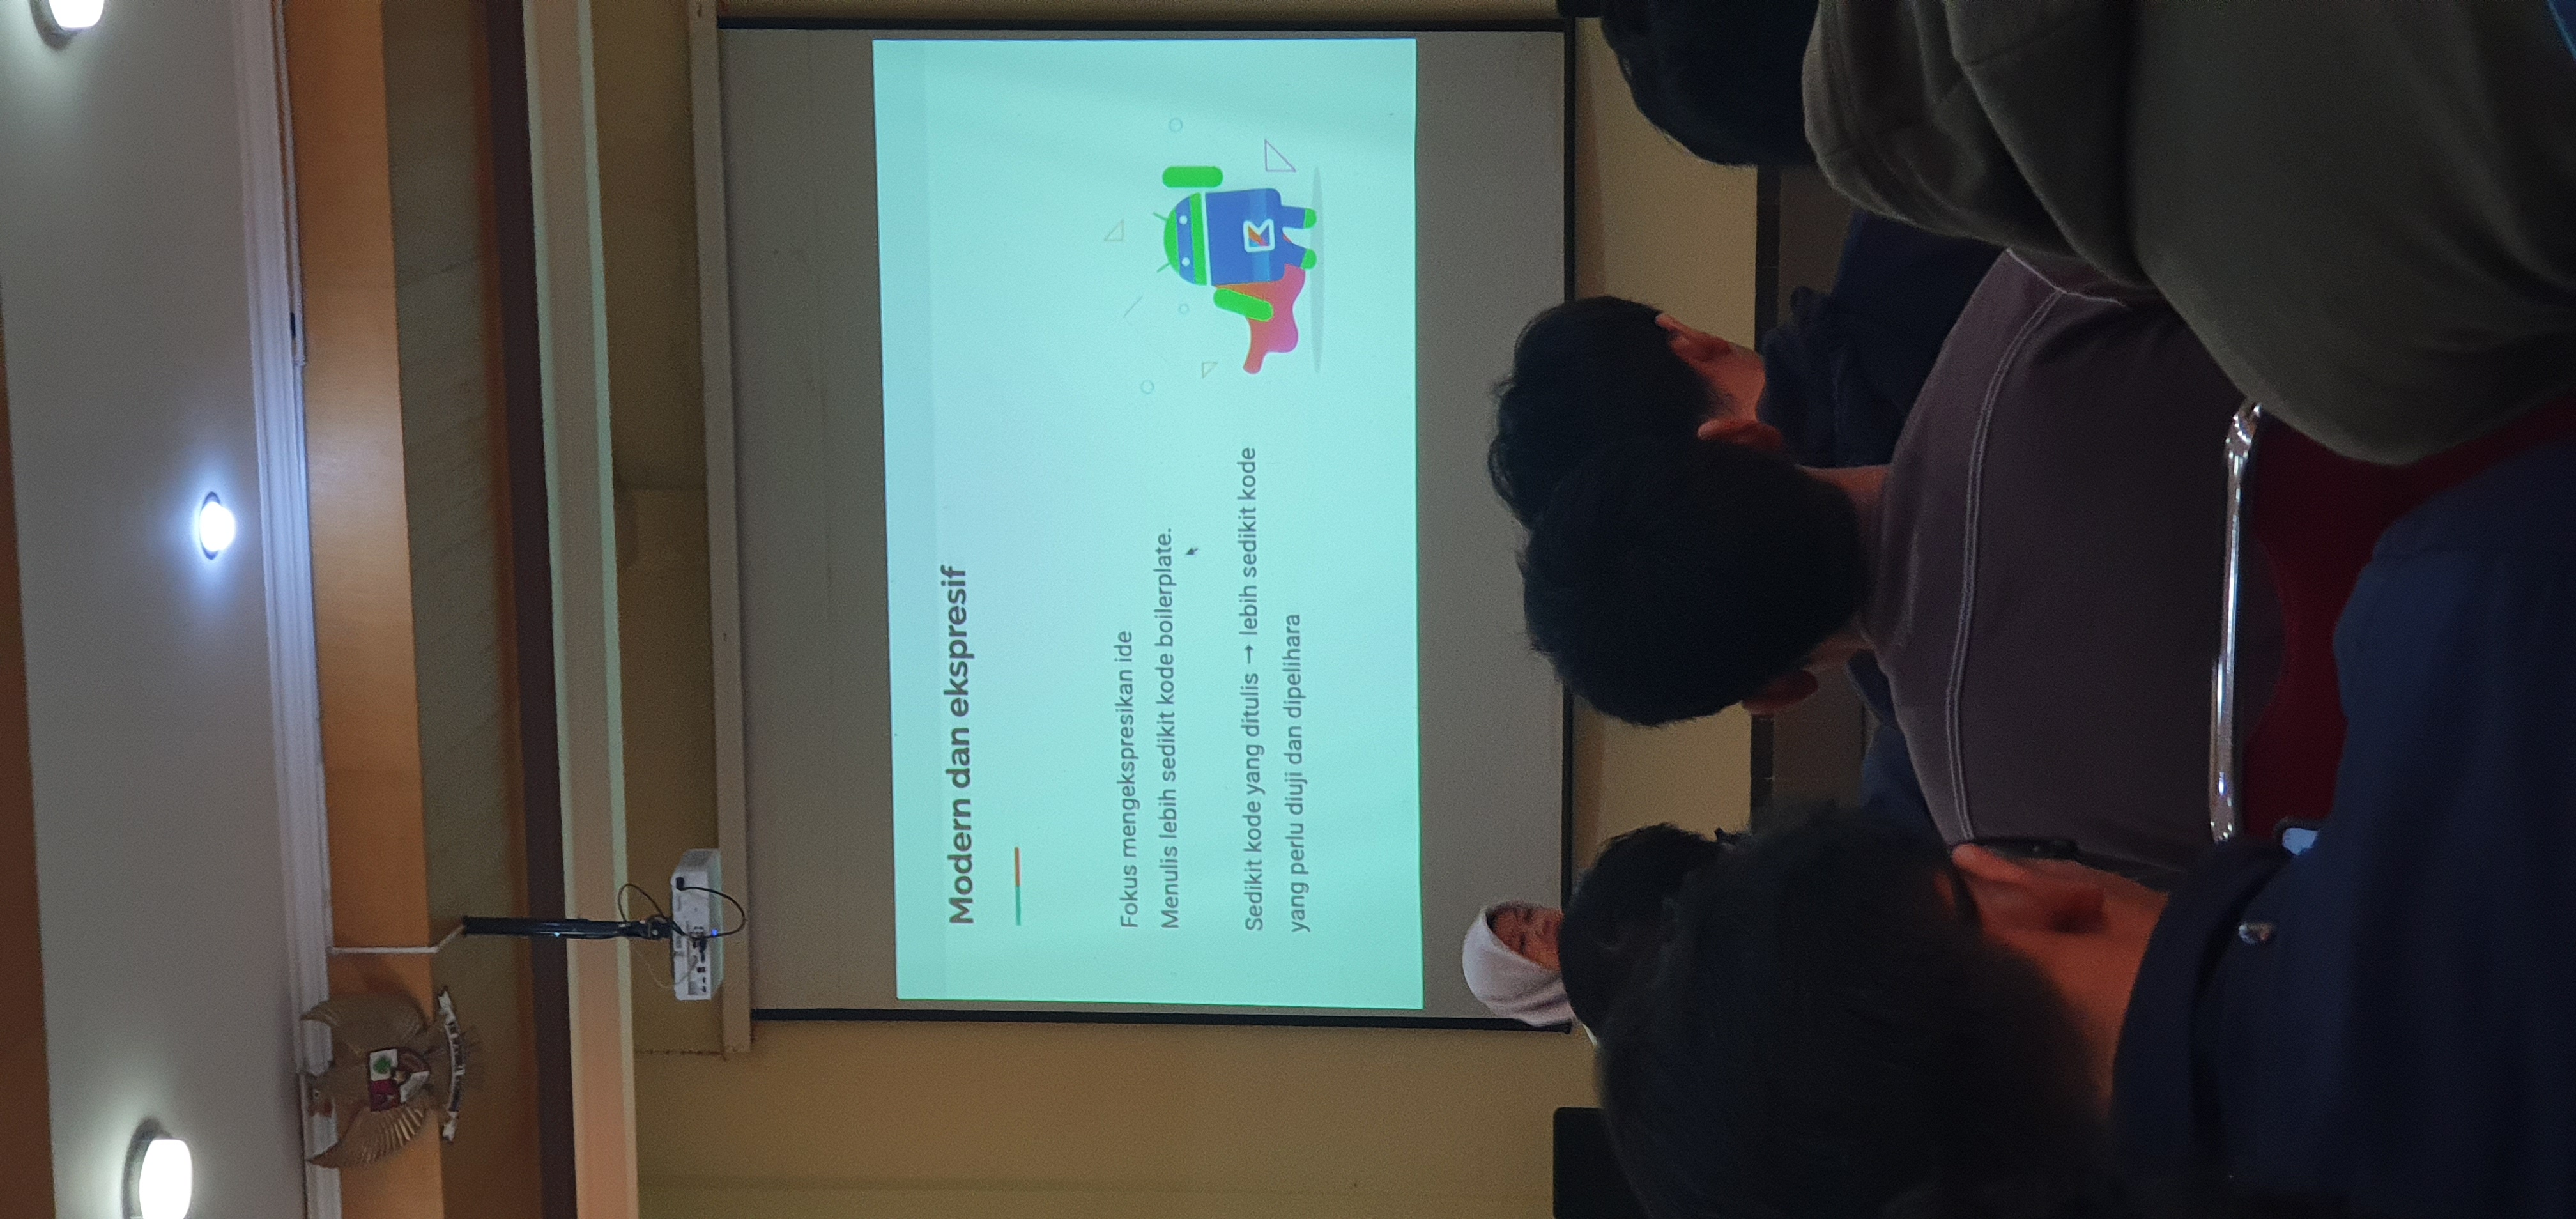 Modern dan ekspresif
Fokus mengekspresikan ide
Menulis lebih sedikit kode boilerplate.
Sedikit kode yang ditulis → lebih sedikit kode
yang perlu diuji dan dipelihara